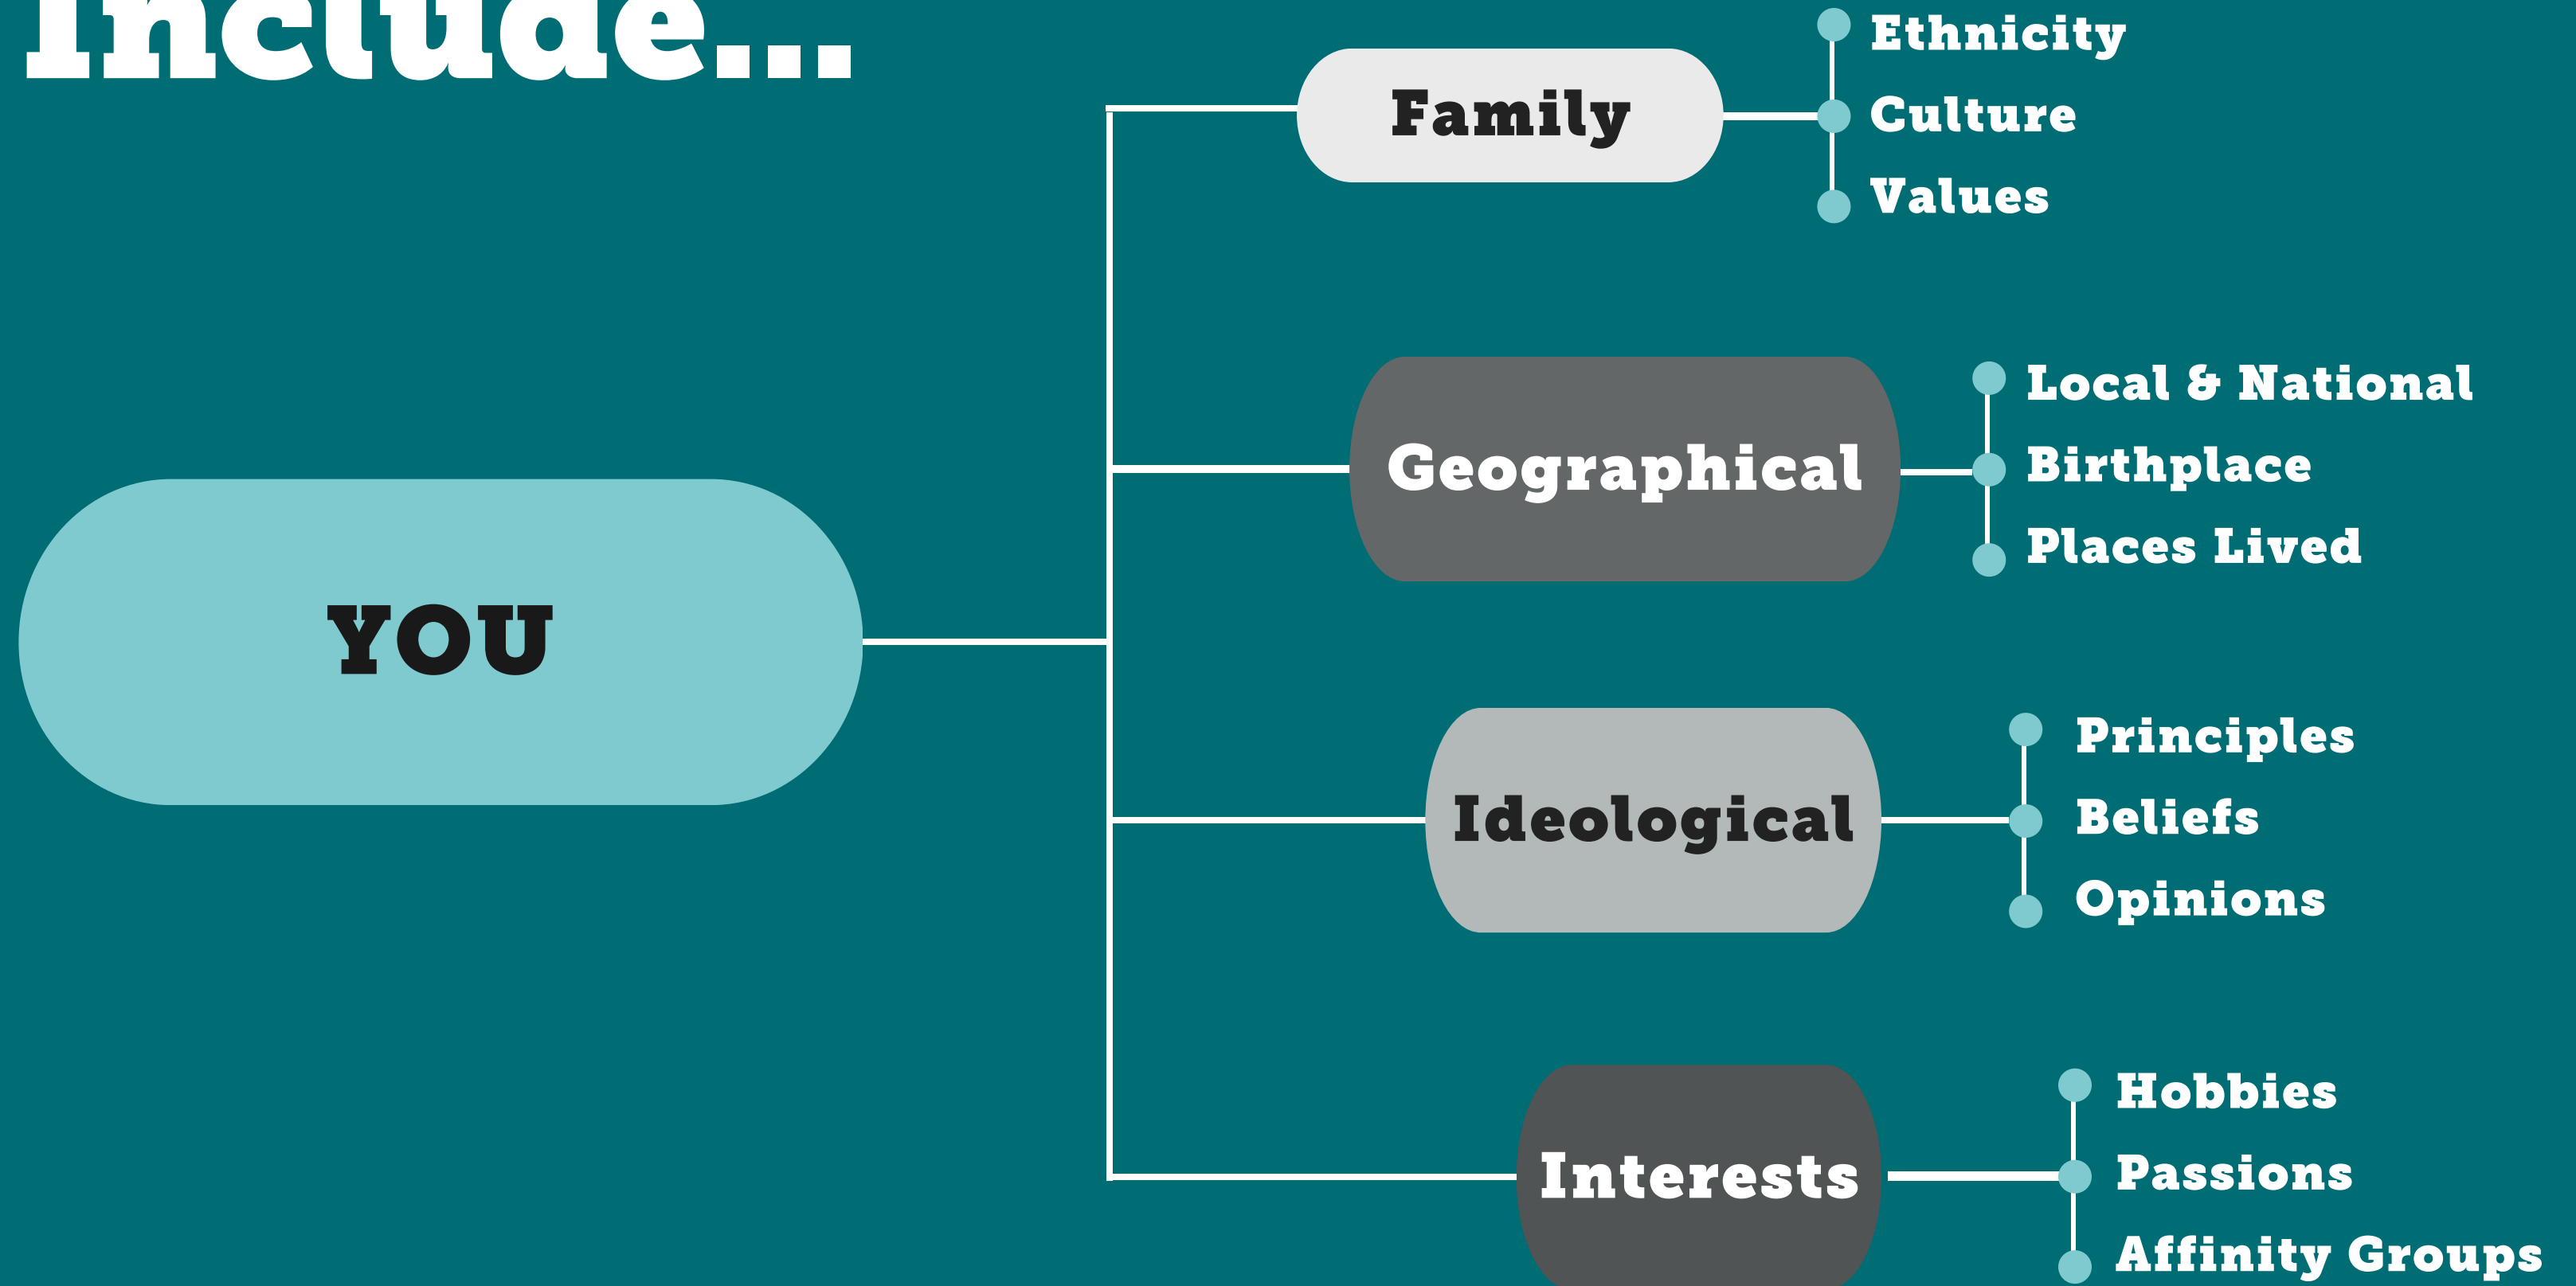 Include...
Family
Ethnicity
Culture
Values
Geographical
Local & National
Birthplace
Places Lived
YOU
Ideological
Principles
Beliefs
Opinions
Interests
Hobbies
Passions
Affinity Groups